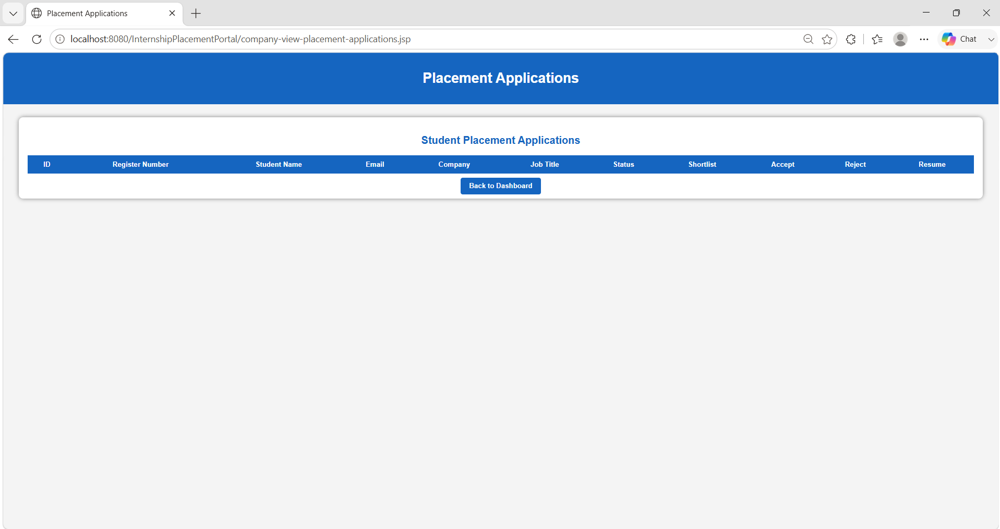 Placement Applications
localhost:8080/InternshipPlacementPortal/company-view-placement-applications.jsp
Chat
Placement Applications
Student Placement Applications
ID Register Number Student Name Email Company Job Title Status Shortlist Accept Reject Resume
Back to Dashboard